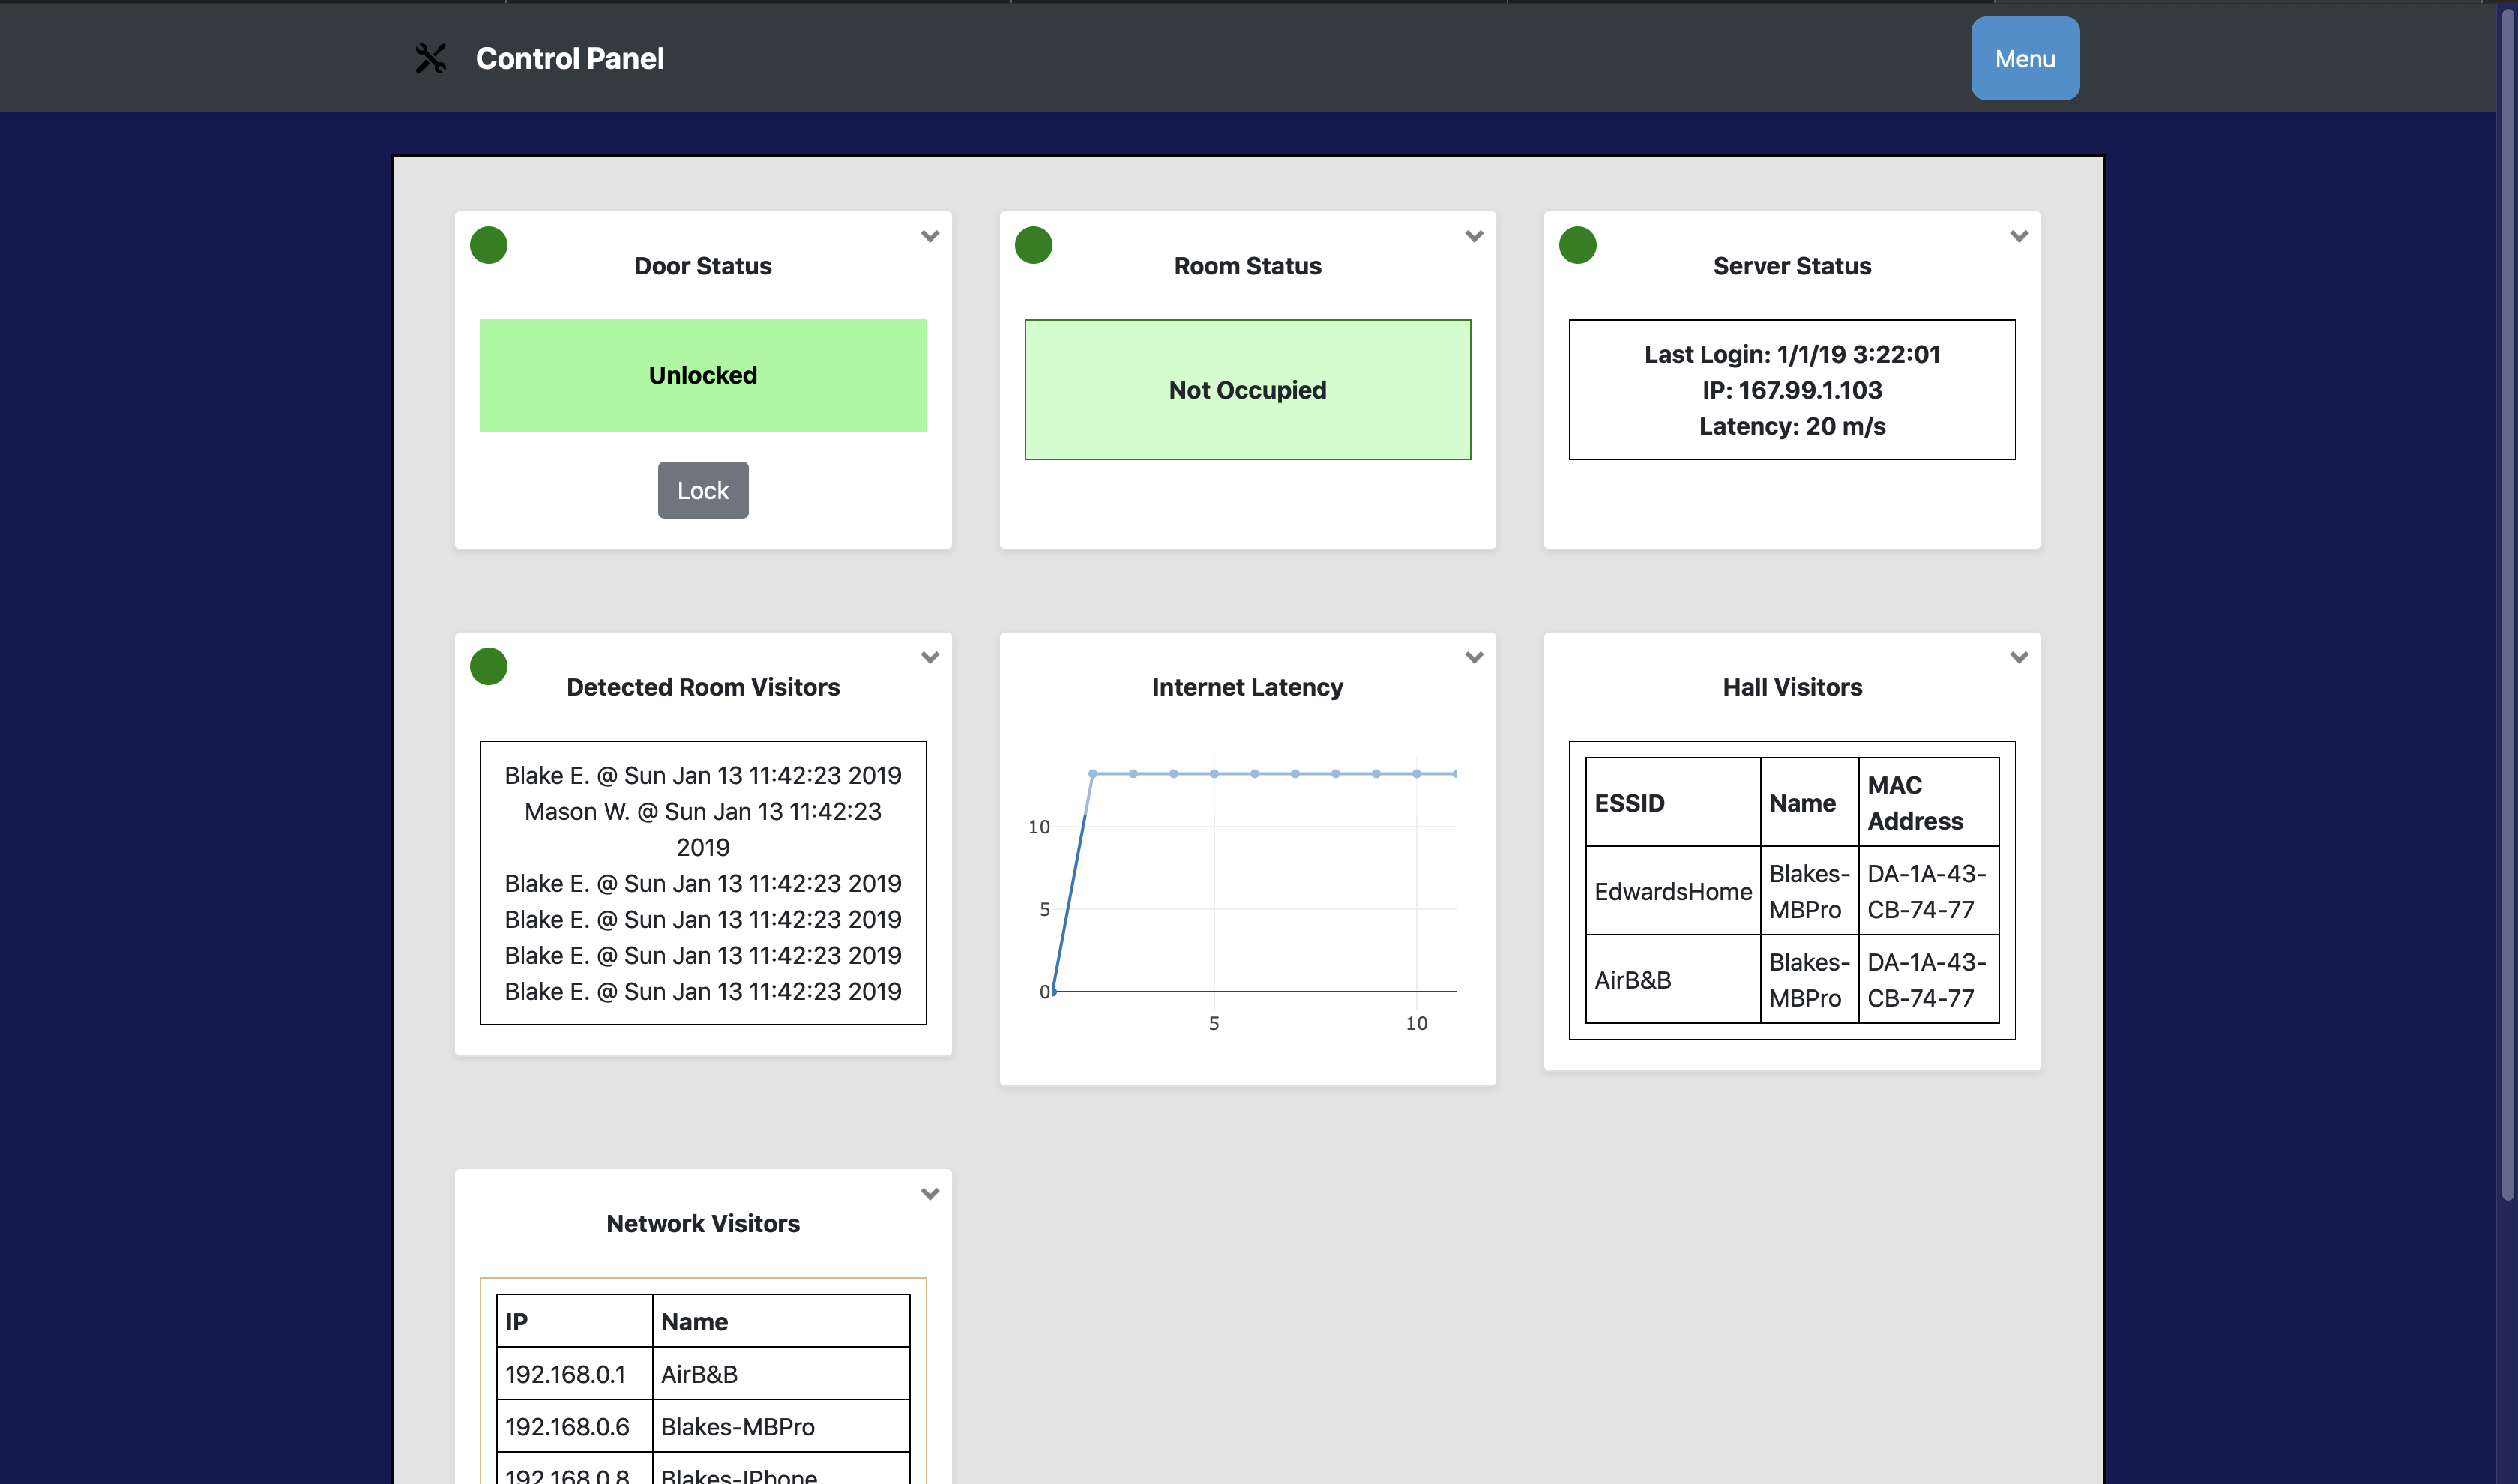 Control Panel
Menu
Door Status
Unlocked
Lock
Room Status
Not Occupied
Server Status
Last Login: 1/1/19 3:22:01
IP: 167.99.1.103
Latency: 20 m/s
Detected Room Visitors
Blake E. @ Sun Jan 13 11:42:23 2019
Mason W. @ Sun Jan 13 11:42:23
2019
Blake E. @ Sun Jan 13 11:42:23 2019
Blake E. @ Sun Jan 13 11:42:23 2019
Blake E. @ Sun Jan 13 11:42:23 2019
Blake E. @ Sun Jan 13 11:42:23 2019
Internet Latency
10
5
0
5 10
Hall Visitors
ESSID Name MAC Address
EdwardsHome Blakes-MBPro DA-1A-43-CB-74-77
AirB&B Blakes-MBPro DA-1A-43-CB-74-77
Network Visitors
IP Name
192.168.0.1 AirB&B
192.168.0.6 Blakes-MBPro
192.168.0.8 Blakes-IPhone